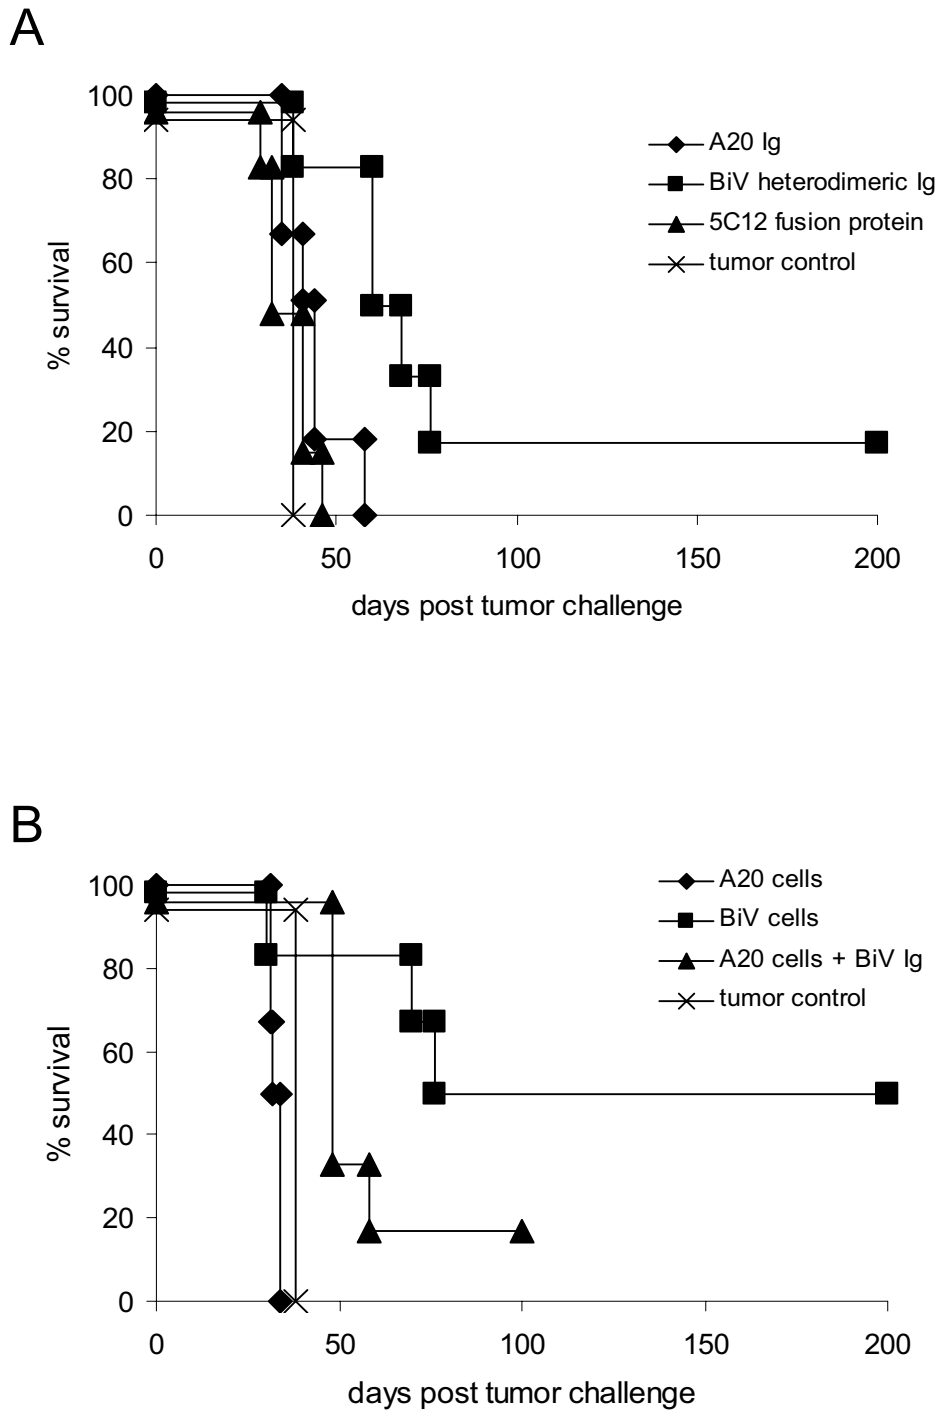 A
100
80
60
40
20
0
% survival
0 50 100 150 200
days post tumor challenge
A20 Ig
BiV heterodimeric Ig
5C12 fusion protein
tumor control
B
100
80
60
40
20
0
% survival
0 50 100 150 200
days post tumor challenge
A20 cells
BiV cells
A20 cells + BiV Ig
tumor control